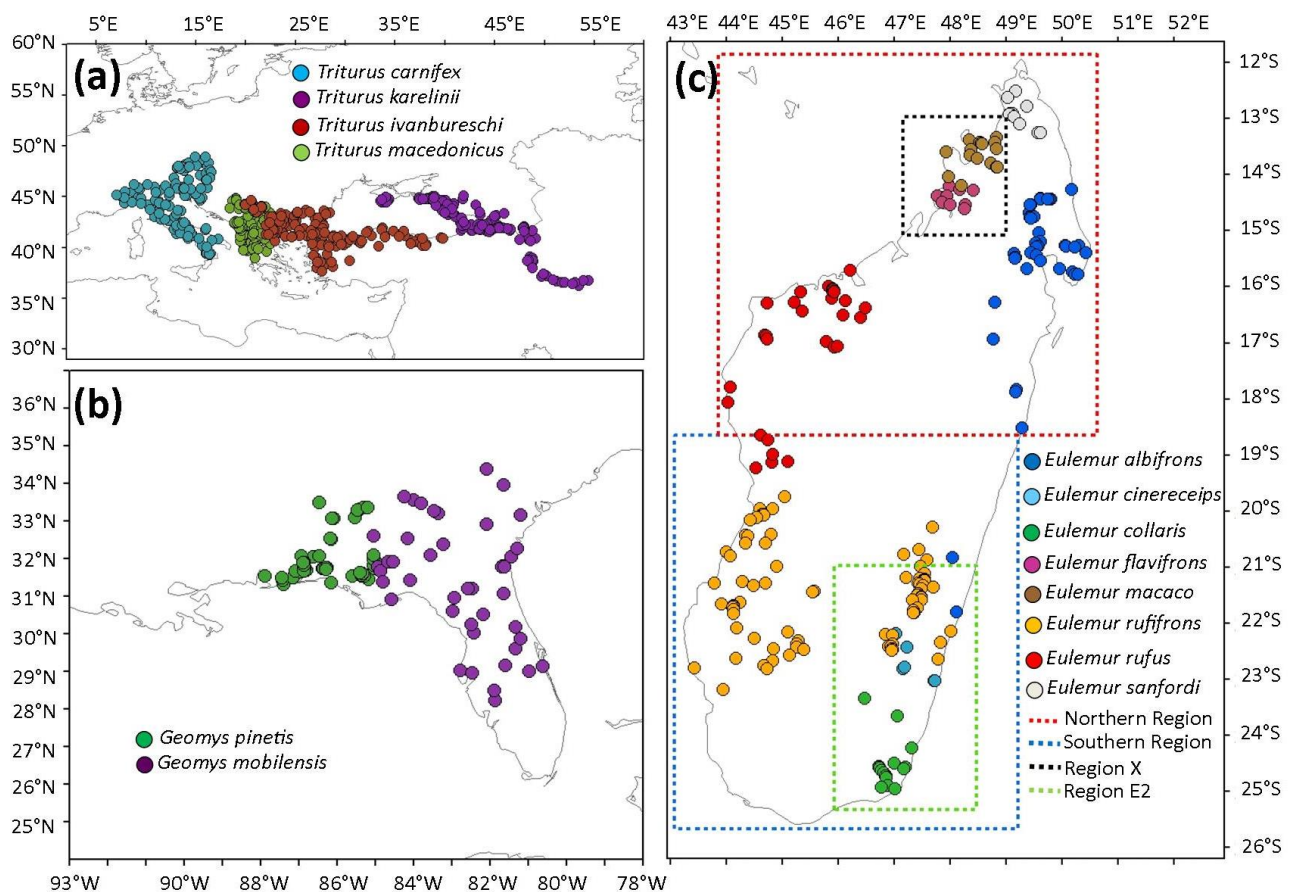 5°E 15°E 25°E 35°E 45°E 55°E
60°N
55°N
50°N
45°N
40°N
35°N
30°N
(a)
Triturus carnifex
Triturus karelinii
Triturus ivanbureschi
Triturus macedonicus
36°N
35°N
34°N
33°N
32°N
31°N
30°N
29°N
28°N
27°N
26°N
25°N
(b)
Geomys pinetis
Geomys mobilensis
93°W 90°W 88°W 86°W 84°W 82°W 80°W 78°W
43°E 44°E 45°E 46°E 47°E 48°E 49°E 50°E 51°E 52°E
(c)
12°S
13°S
14°S
15°S
16°S
17°S
18°S
19°S
20°S
21°S
22°S
23°S
24°S
25°S
26°S
Eulemur albifrons
Eulemur cinereceips
Eulemur collaris
Eulemur flavifrons
Eulemur macaco
Eulemur rufifrons
Eulemur rufus
Eulemur sanfordi
Northern Region
Southern Region
Region X
Region E2